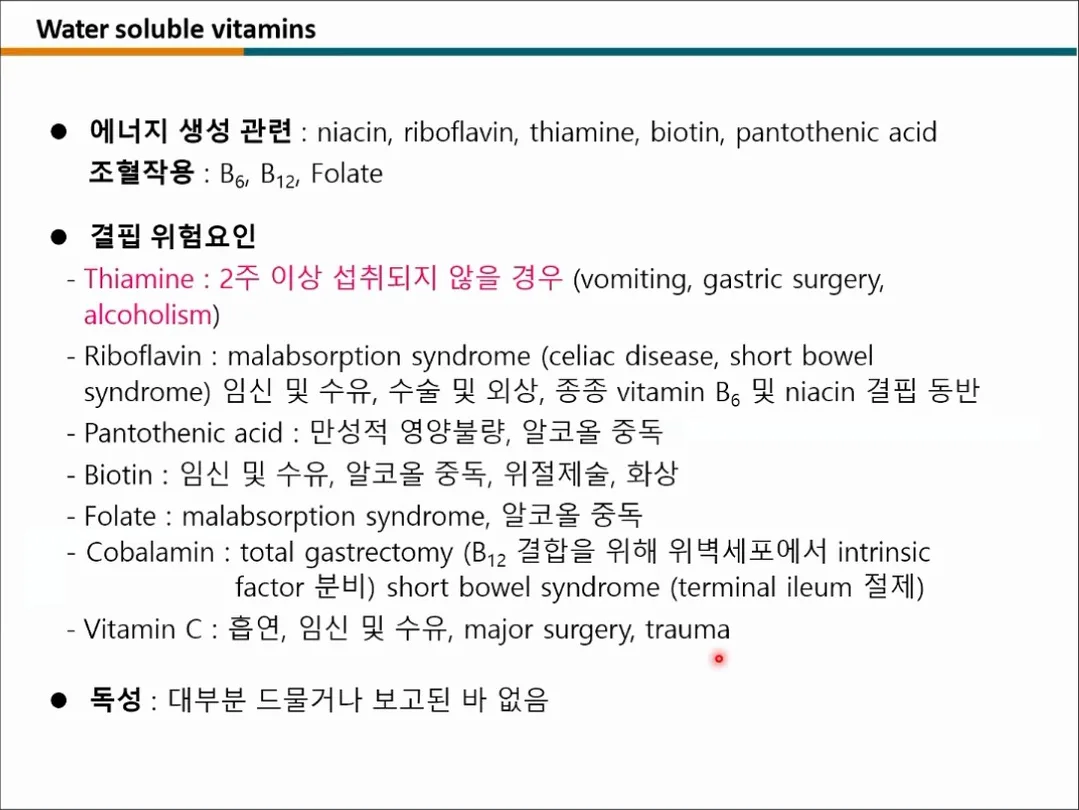 Water soluble vitamins
● 에너지 생성 관련 : niacin, riboflavin, thiamine, biotin, pantothenic acid
조혈작용 : B6, B12, Folate
● 결핍 위험요인
- Thiamine : 2주 이상 섭취되지 않을 경우 (vomiting, gastric surgery,
alcoholism)
- Riboflavin : malabsorption syndrome (celiac disease, short bowel
syndrome) 임신 및 수유, 수술 및 외상, 종종 vitamin B6 및 niacin 결핍 동반
- Pantothenic acid : 만성적 영양불량, 알코올 중독
- Biotin : 임신 및 수유, 알코올 중독, 위절제술, 화상
- Folate : malabsorption syndrome, 알코올 중독
- Cobalamin : total gastrectomy (B12 결합을 위해 위벽세포에서 intrinsic
factor 분비) short bowel syndrome (terminal ileum 절제)
- Vitamin C : 흡연, 임신 및 수유, major surgery, trauma
● 독성 : 대부분 드물거나 보고된 바 없음